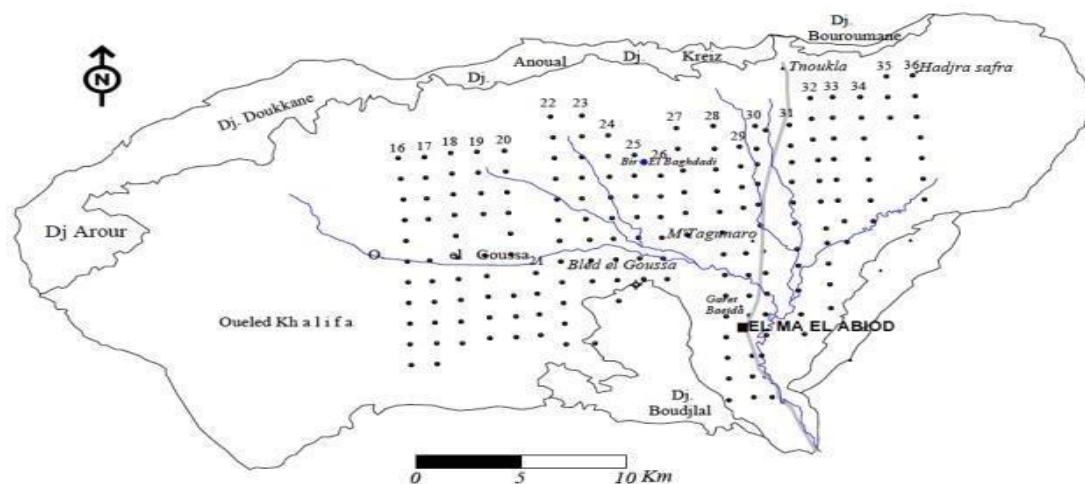 Dj.
Bouroumane
Dj. Anoual Dj. Kreiz
Tnoukla
35 36 Hadjra safra
N
Dj. Doukkane
32 33 34
22 23
27 28 30 31
24
29
16 17 18 19 20
25 26
Bir El Baghdadi
Dj Arour
M'Tagunaro
O el Goussa
21 Bled el Goussa
Garet
Baeida
Oueled Khalifa
EL MA EL ABIOD
Dj.
Boudjlal
0 5 10 Km